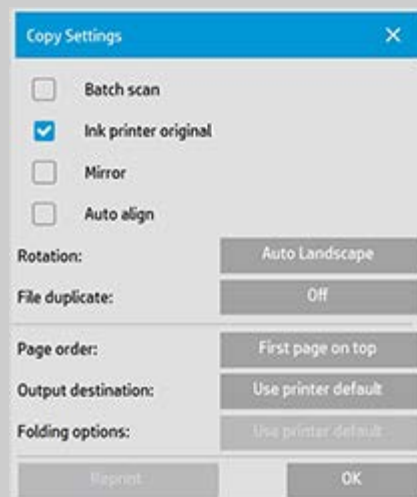 Copy Settings
Batch scan
Ink printer original
Mirror
Auto align
Rotation: Auto Landscape
File duplicate: Off
Page order: First page on top
Output destination: Use printer default
Folding options: Use printer default
Reprint OK